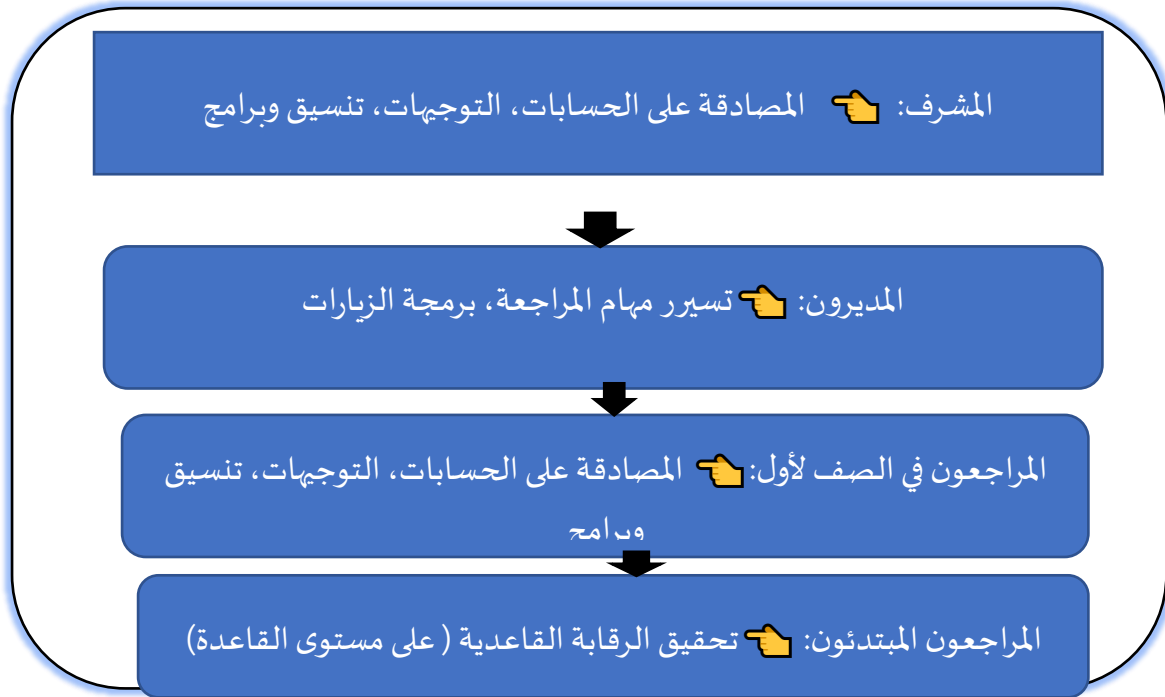 المشرف: 👈 المصادقة على الحسابات، التوجيهات، تنسيق وبرامج
المديرون: 👈 تسيرر مهام المراجعة، برمجة الزيارات
المراجعون في الصف لأول: 👈 المصادقة على الحسابات، التوجيهات، تنسيق
وبرامج
المراجعون المبتدئون: 👈 تحقيق الرقابة القاعدية ( على مستوى القاعدة)